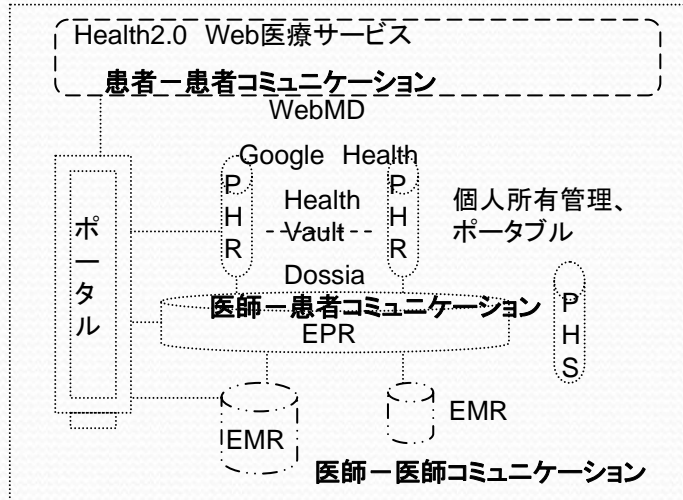 Health2.0 Web医療サービス
患者－患者コミュニケーション
WebMD
Google Health
PHR
Health
Vault
PHR
個人所有管理、
ポータブル
ポータル
Dossia
医師－患者コミュニケーション
EPR
PHS
EMR
EMR
医師－医師コミュニケーション